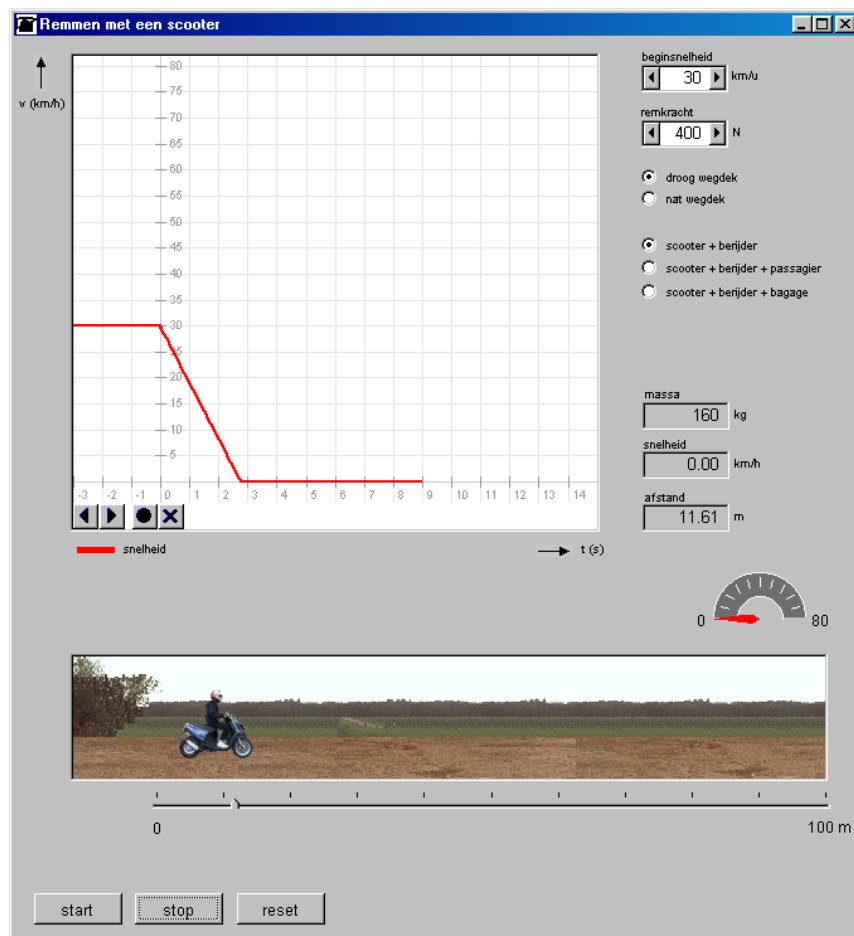 Remmen met een scooter
v (km/h)
80
75
70
65
60
55
50
45
40
35
30
25
20
15
10
5
-3 -2 -1 0 1 2 3 4 5 6 7 8 9 10 11 12 13 14
snelheid
t (s)
beginsnelheid
30 km/u
remkracht
400 N
droog wegdek
nat wegdek
scooter + berijder
scooter + berijder + passagier
scooter + berijder + bagage
massa
160 kg
snelheid
0.00 km/h
afstand
11.61 m
0 80
0 100 m
start stop reset